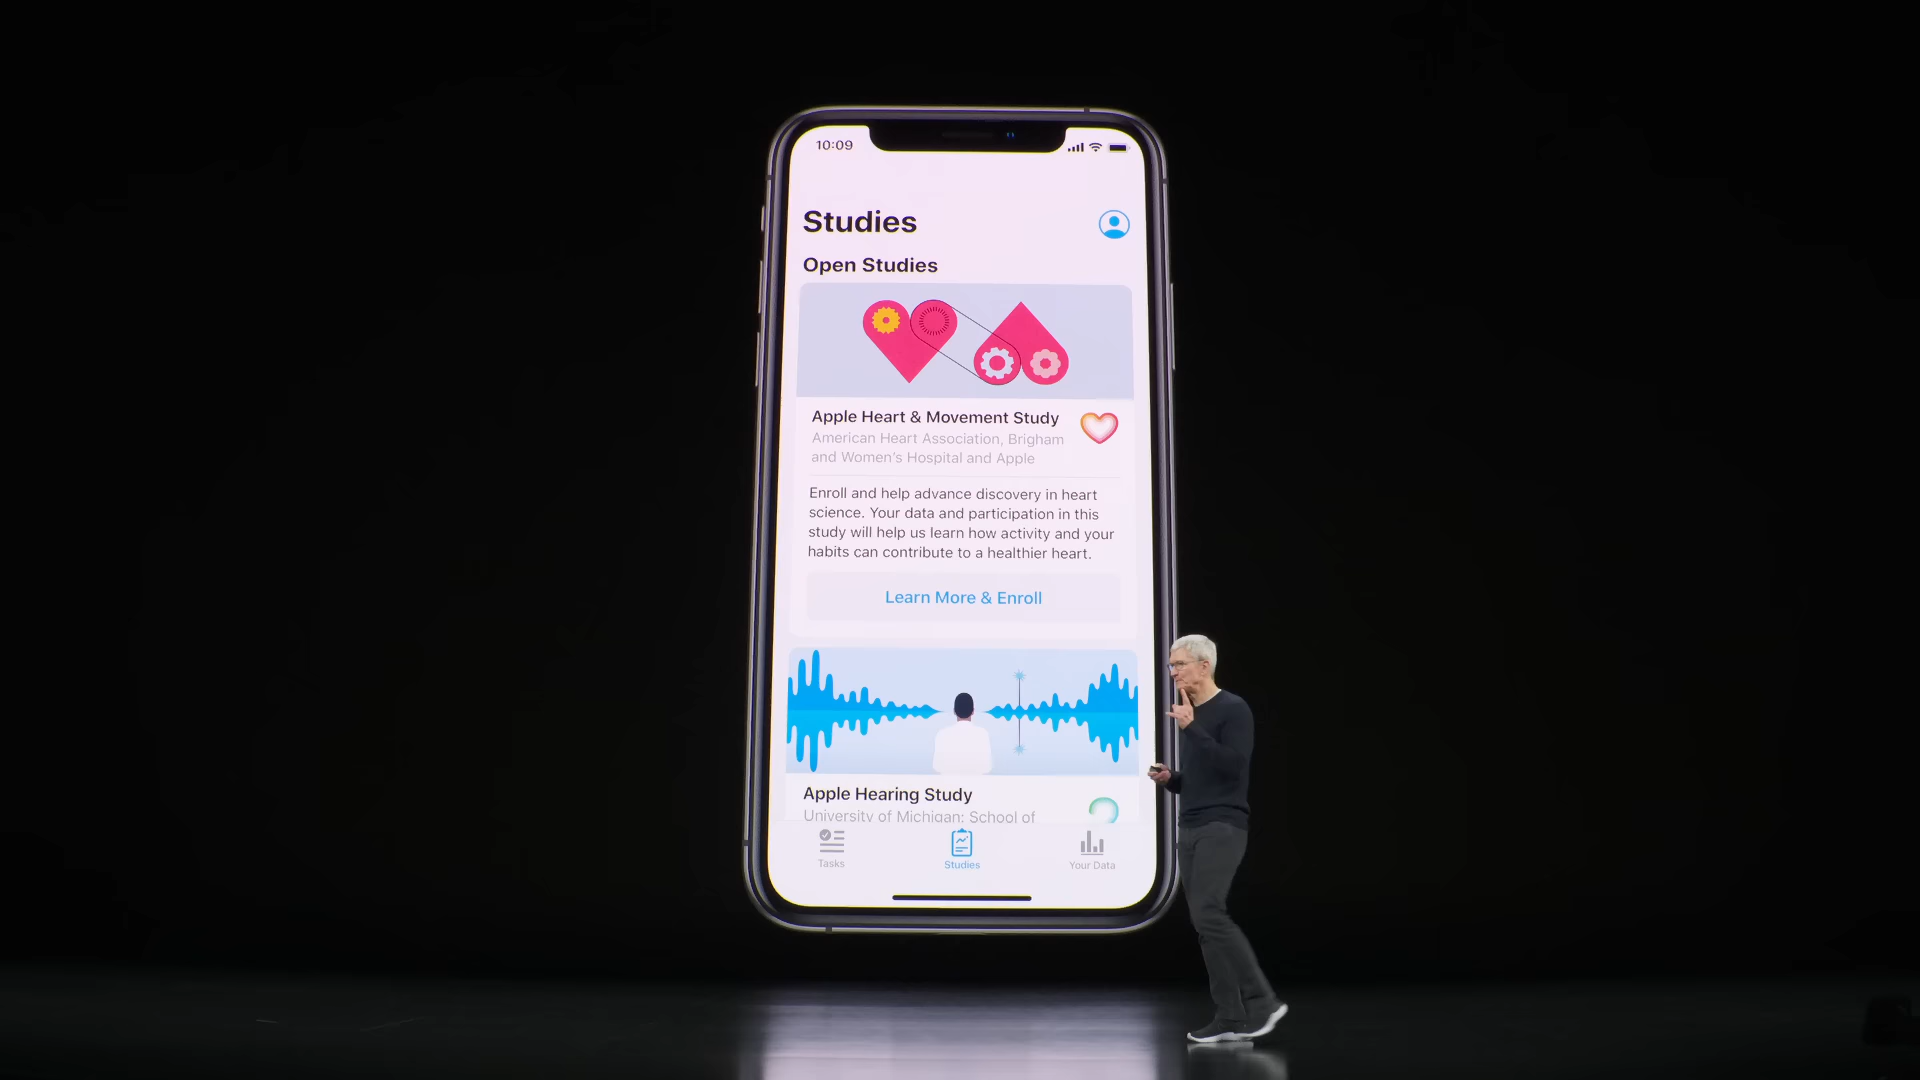 10:09
Studies
Open Studies
Apple Heart & Movement Study
American Heart Association, Brigham
and Women's Hospital and Apple
Enroll and help advance discovery in heart
science. Your data and participation in this
study will help us learn how activity and your
habits can contribute to a healthier heart.
Learn More & Enroll
Apple Hearing Study
University of Michigan: School of
Tasks
Studies
Your Data